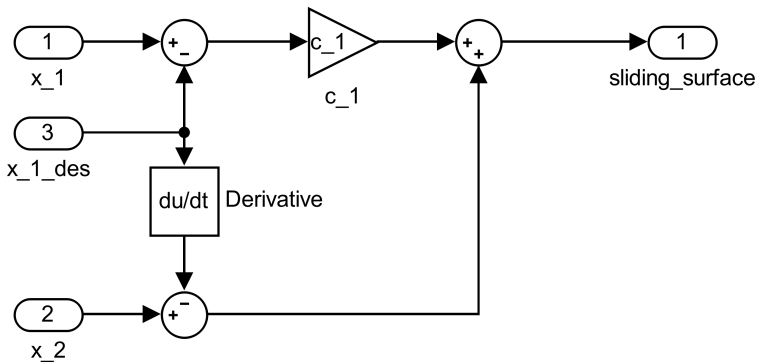 1
x_1
+
−
c_1
c_1
+
+
1
sliding_surface
3
x_1_des
du/dt
Derivative
2
x_2
−
+